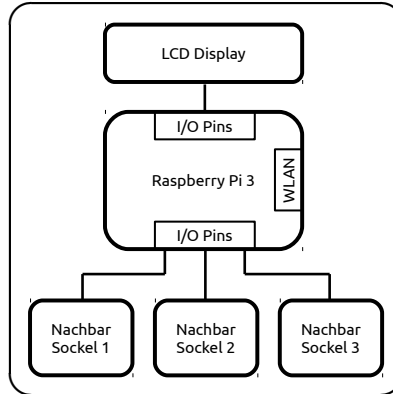 LCD Display
I/O Pins
Raspberry Pi 3
WLAN
I/O Pins
Nachbar
Sockel 1
Nachbar
Sockel 2
Nachbar
Sockel 3